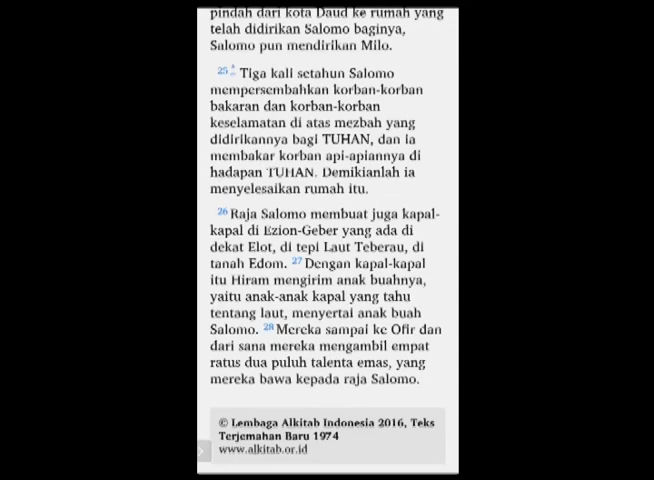 pindah dari kota Daud ke rumah yang
telah didirikan Salomo baginya,
Salomo pun mendirikan Milo.
25 * Tiga kali setahun Salomo
mempersembahkan korban-korban
bakaran dan korban-korban
keselamatan di atas mezbah yang
didirikannya bagi TUHAN, dan ia
membakar korban api-apiannya di
hadapan TUHAN. Demikianlah ia
menyelesaikan rumah itu.
26 Raja Salomo membuat juga kapal-
kapal di Ezion-Geber yang ada di
dekat Elot, di tepi Laut Teberau, di
tanah Edom. 27 Dengan kapal-kapal
itu Hiram mengirim anak buahnya,
yaitu anak-anak kapal yang tahu
tentang laut, menyertai anak buah
Salomo. 28 Mereka sampai ke Ofir dan
dari sana mereka mengambil empat
ratus dua puluh talenta emas, yang
mereka bawa kepada raja Salomo.
© Lembaga Alkitab Indonesia 2016, Teks
Terjemahan Baru 1974
www.alkitab.or.id